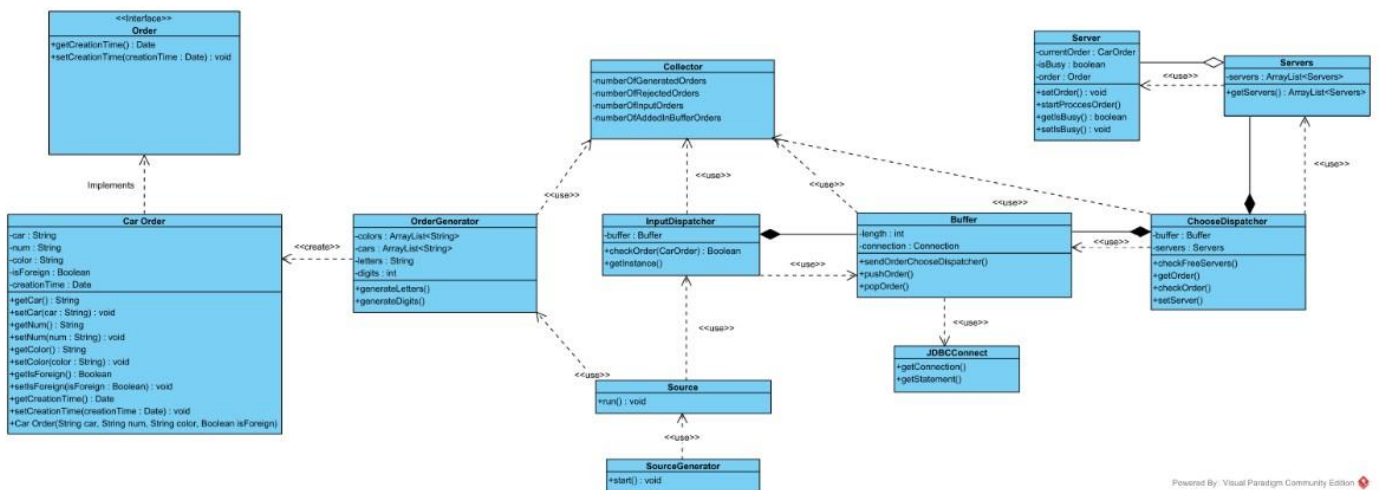 <<Interface>>
Order
+getCreationTime() : Date
+setCreationTime(creationTime : Date) : void
Implements
Car Order
-car : String
-num : String
-color : String
-isForeign : Boolean
-creationTime : Date
+getCar() : String
+setCar(car : String) : void
+getNum() : String
+setNum(num : String) : void
+getColor() : String
+setColor(color : String) : void
+getIsForeign() : Boolean
+setIsForeign(isForeign : Boolean) : void
+getCreationTime() : Date
+setCreationTime(creationTime : Date) : void
+Car Order(String car, String num, String color, Boolean isForeign)
<<create>>
OrderGenerator
-colors : ArrayList<String>
-cars : ArrayList<String>
-letters : String
-digits : int
+generateLetters()
+generateDigits()
<<use>>
<<use>>
Collector
-numberOfGeneratedOrders
-numberOfRejectedOrders
-numberOfInputOrders
-numberOfAddedInBufferOrders
<<use>>
<<use>>
<<use>>
InputDispatcher
-buffer : Buffer
+checkOrder(CarOrder) : Boolean
+getInstance()
<<use>>
<<use>>
Source
+run() : void
<<use>>
SourceGenerator
+start() : void
Buffer
-length : int
-connection : Connection
+sendOrderChooseDispatcher()
+pushOrder()
+popOrder()
<<use>>
<<use>>
JDBCConnect
+getConnection()
+getStatement()
ChooseDispatcher
-buffer : Buffer
-servers : Servers
+checkFreeServers()
+getOrder()
+checkOrder()
+setServer()
<<use>>
Server
-currentOrder : CarOrder
-isBusy : boolean
-order : Order
+setOrder() : void
+startProccesOrder()
+getIsBusy() : boolean
+setIsBusy() : void
<<use>>
Servers
-servers : ArrayList<Servers>
+getServers() : ArrayList<Servers>
Powered By: Visual Paradigm Community Edition